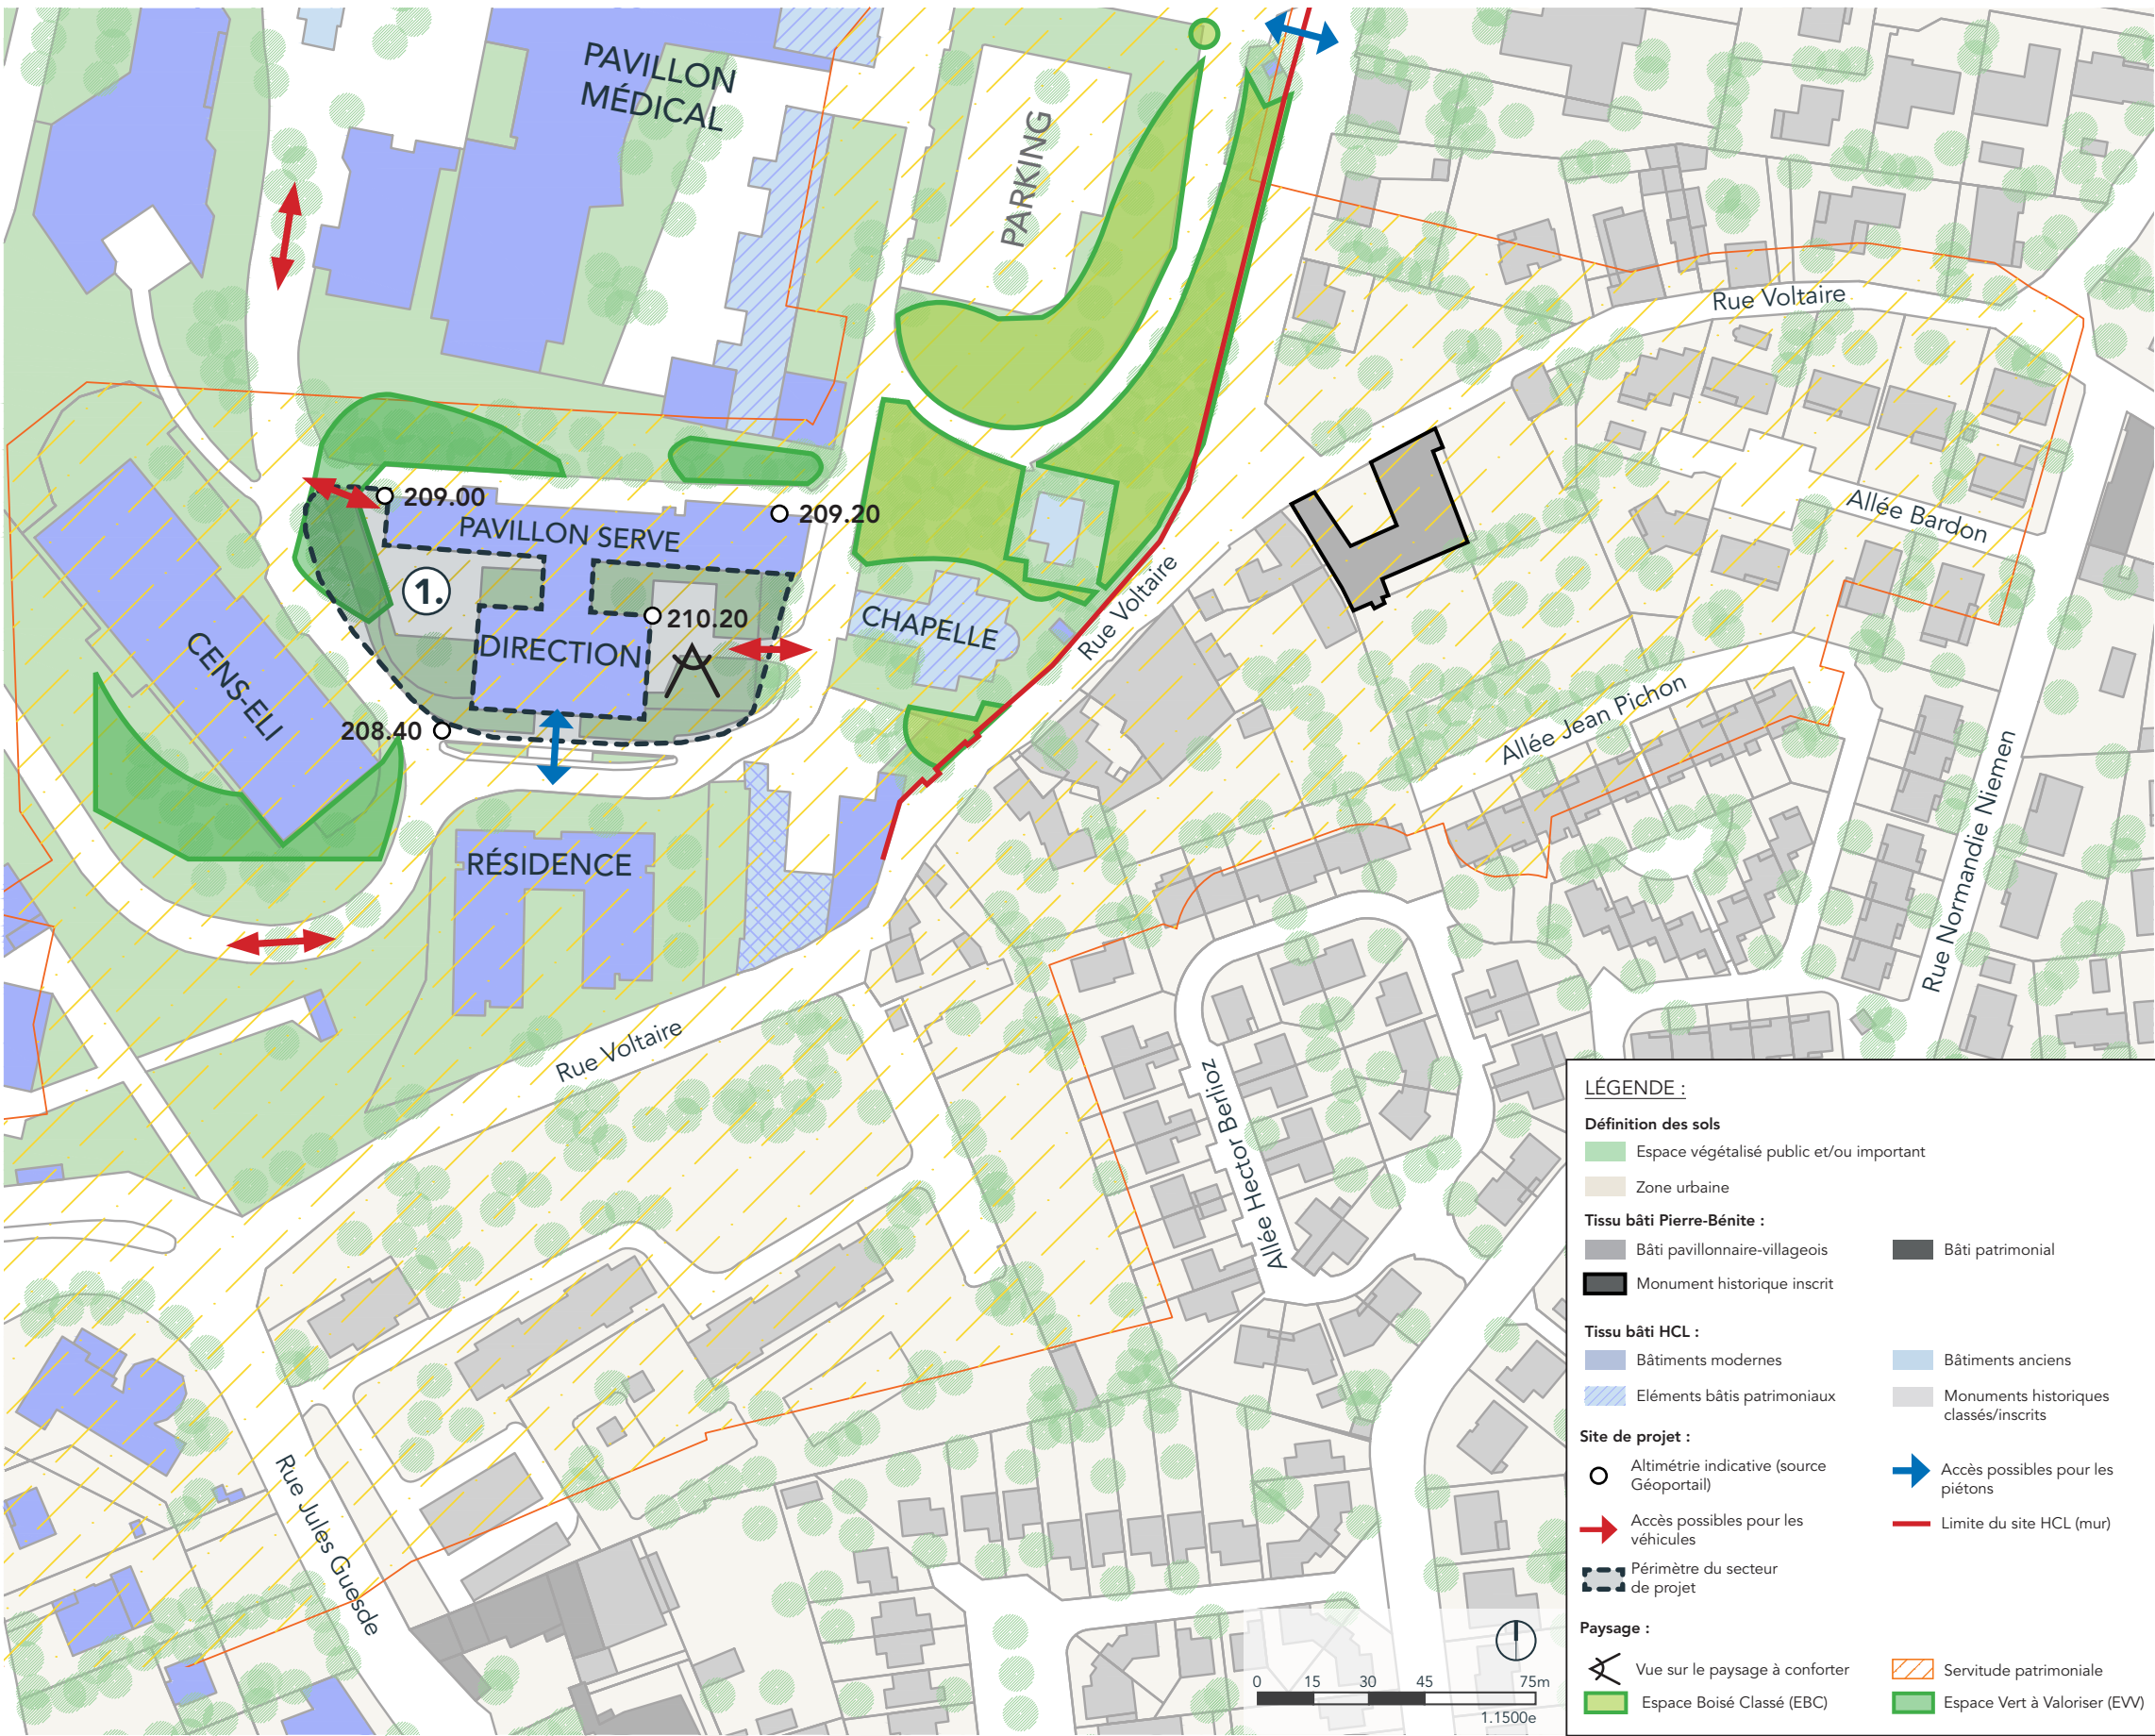 PAVILLON
MÉDICAL
PARKING
Rue Voltaire
209.00
209.20
PAVILLON SERVE
Allée Bardon
1.
210.20
CHAPELLE
Rue Voltaire
DIRECTION
CENS-ELI
208.40
Allée Jean Pichon
RÉSIDENCE
Rue Normandie Niemen
Rue Voltaire
Allée Hector Berlioz
Rue Jules Guesde
LÉGENDE :
Définition des sols
Espace végétalisé public et/ou important
Zone urbaine
Tissu bâti Pierre-Bénite :
Bâti pavillonnaire-villageois
Bâti patrimonial
Monument historique inscrit
Tissu bâti HCL :
Bâtiments modernes
Bâtiments anciens
Eléments bâtis patrimoniaux
Monuments historiques
classés/inscrits
Site de projet :
Altimétrie indicative (source
Géoportail)
Accès possibles pour les
piétons
Accès possibles pour les
véhicules
Limite du site HCL (mur)
Périmètre du secteur
de projet
Paysage :
Vue sur le paysage à conforter
Servitude patrimoniale
Espace Boisé Classé (EBC)
Espace Vert à Valoriser (EVV)
0 15 30 45 75m
1.1500e